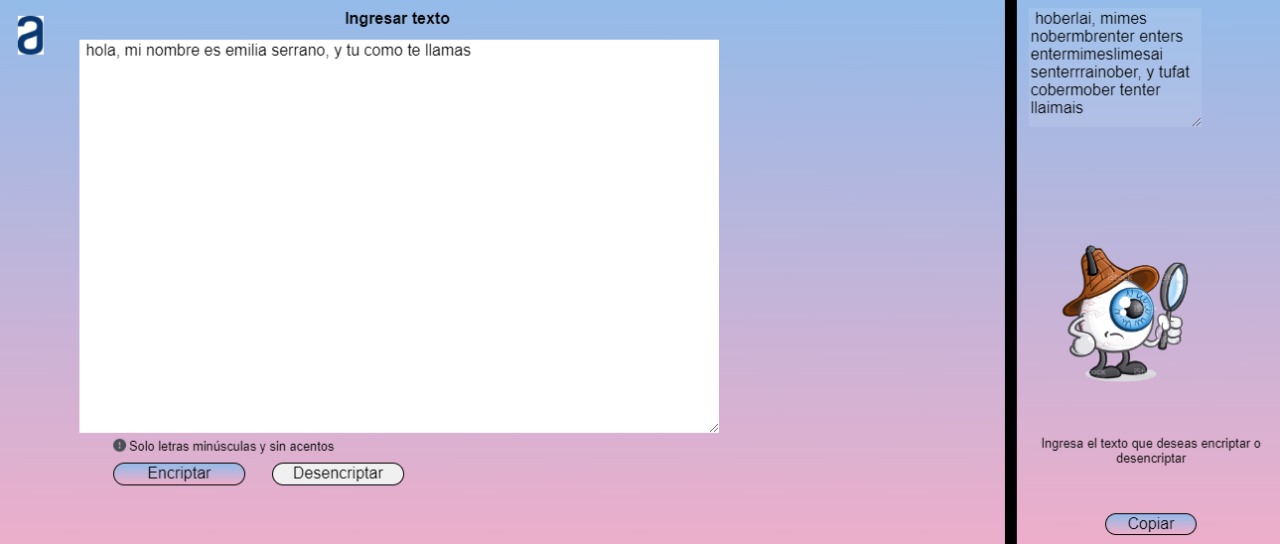 a
Ingresar texto
hola, mi nombre es emilia serrano, y tu como te llamas
Solo letras minúsculas y sin acentos
Encriptar
Desencriptar
hoberlai, mimes
nobermbrenter enters
entermimeslimesai
senterrrainober, y tufat
cobermober tenter
llaimais
Ingresa el texto que deseas encriptar o
desencriptar
Copiar